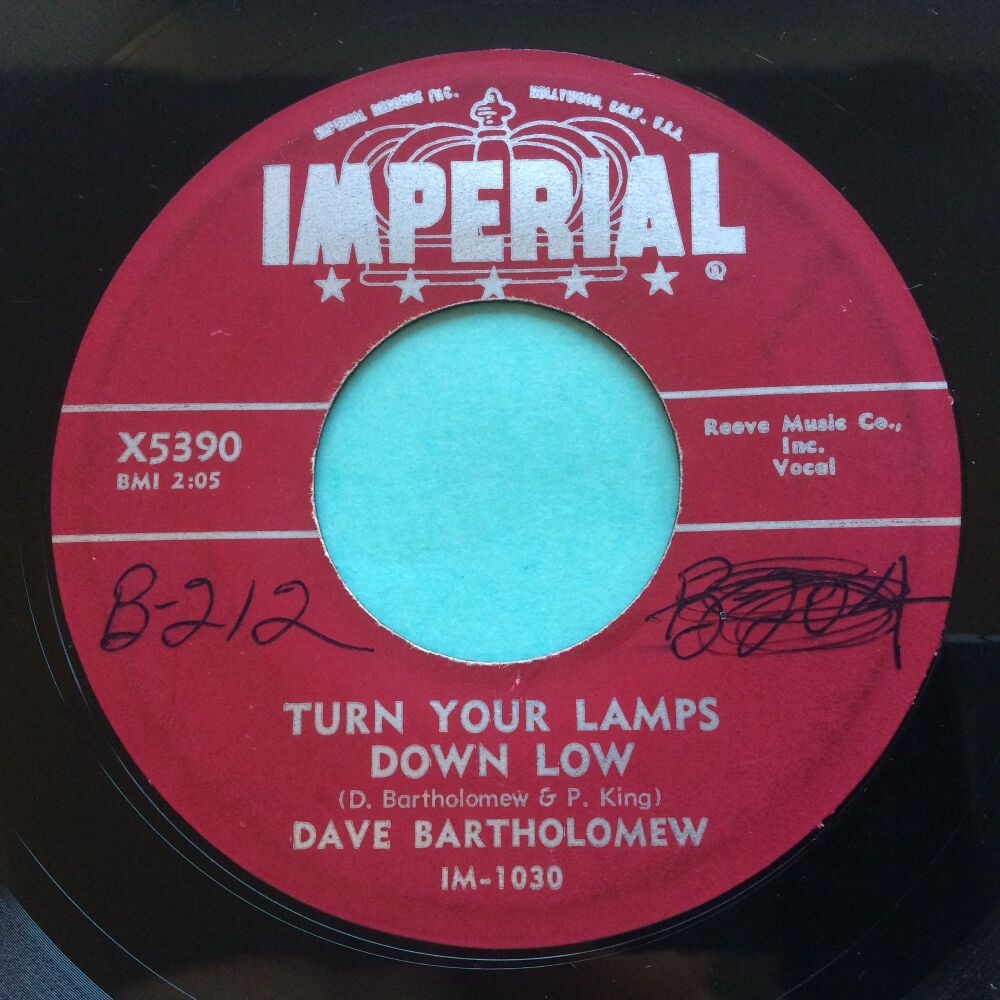 IMPERIAL RECORDS INC. HOLLYWOOD, CALIF. U.S.A.
IMPERIAL
®
X5390
BMI 2:05
Reeve Music Co.,
Inc.
Vocal
B-212
TURN YOUR LAMPS
DOWN LOW
(D. Bartholomew & P. King)
DAVE BARTHOLOMEW
IM-1030